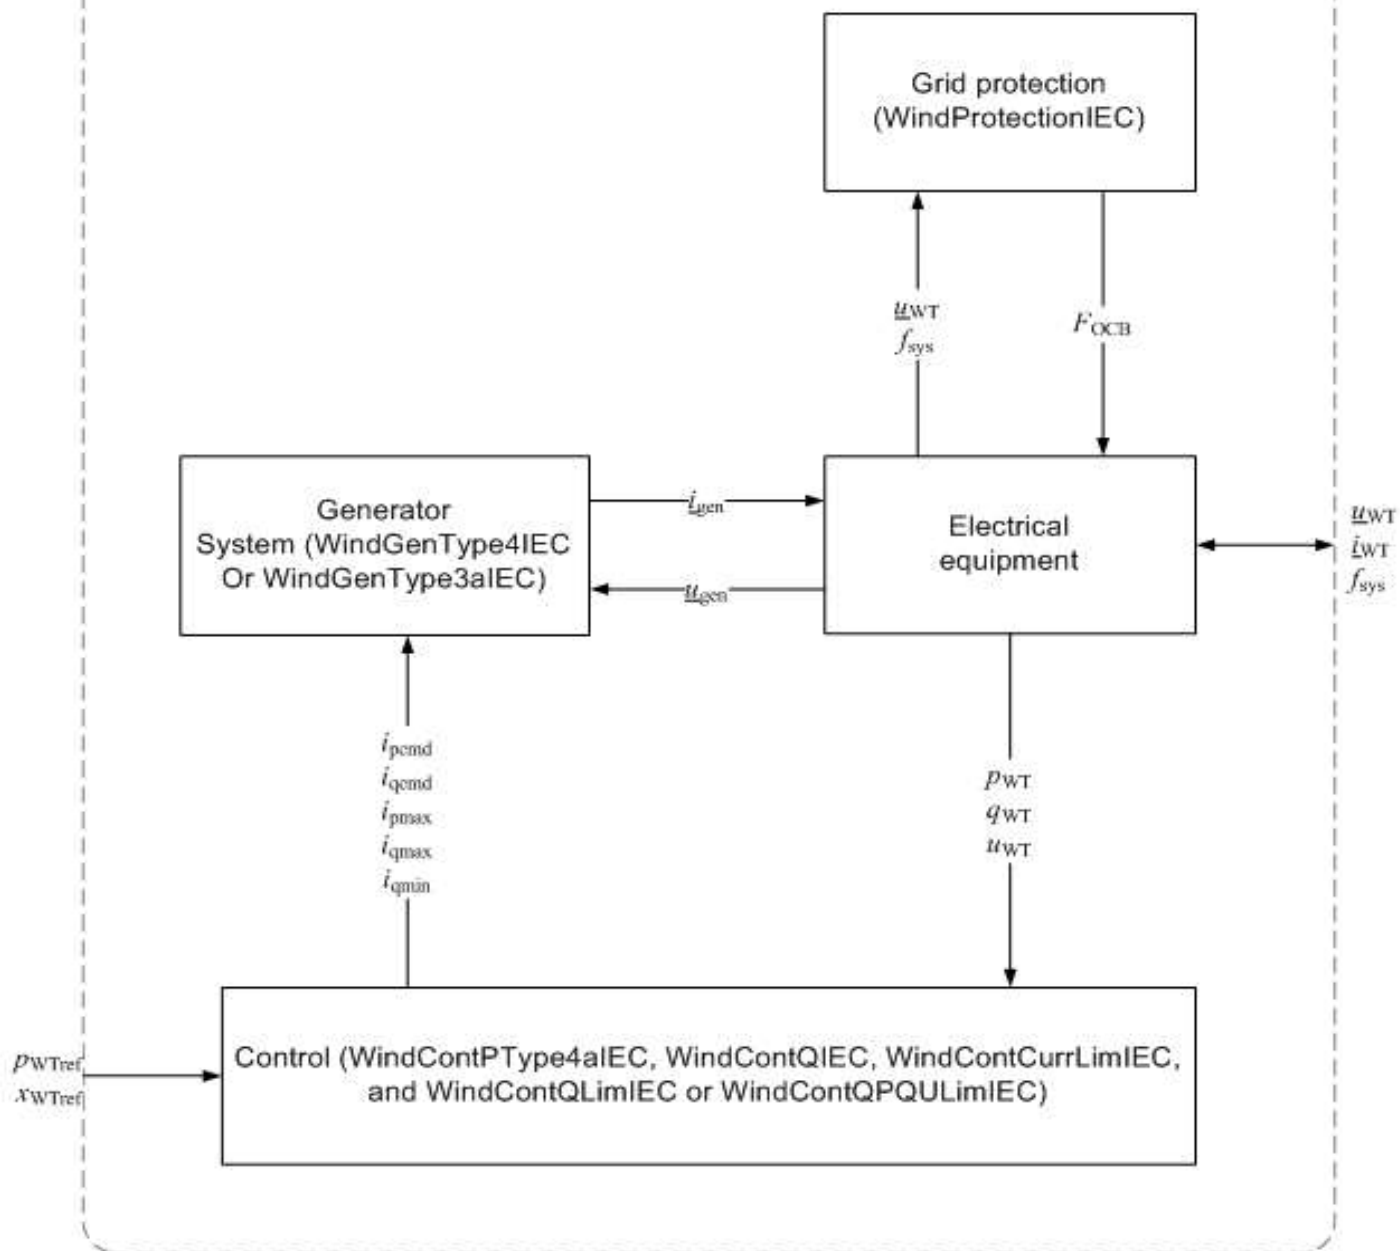 Grid protection
(WindProtectionIEC)
uWT
fsys
FOCB
Generator
System (WindGenType4IEC
Or WindGenType3aIEC)
igen
ugen
Electrical
equipment
uWT
iWT
fsys
ipcmd
iqcmd
ipmax
iqmax
iqmin
pWT
qWT
uWT
pWTref
xWTref
Control (WindContPType4aIEC, WindContQIEC, WindContCurrLimIEC,
and WindContQLimIEC or WindContQPQULimIEC)